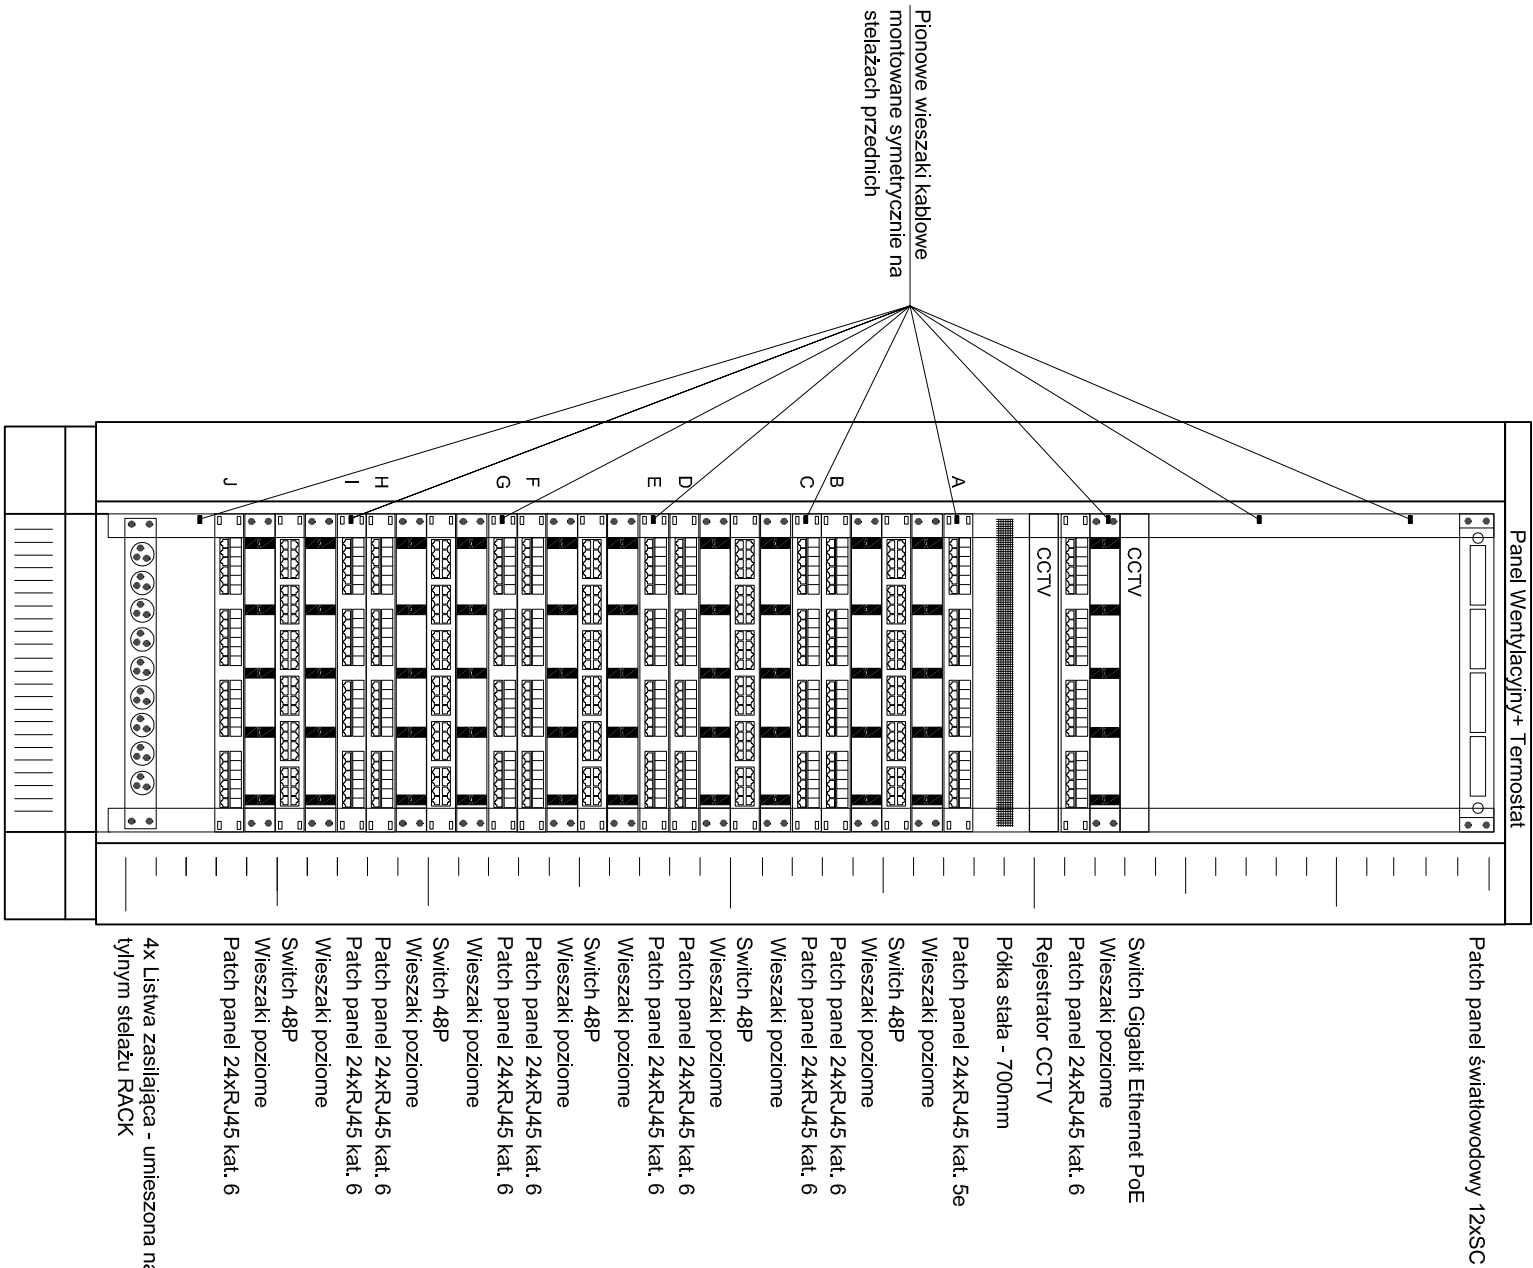 Pionowe wieszaki kablowe
montowane symetrycznie na
stelażach przednich
Panel Wentylacyjny+ Termostat
Patch panel światłowodowy 12xSC
CCTV
Switch Gigabit Ethernet PoE
Wieszaki poziome
Patch panel 24xRJ45 kat. 6
CCTV
Rejestrator CCTV
Półka stała - 700mm
A
Patch panel 24xRJ45 kat. 5e
Wieszaki poziome
Switch 48P
Wieszaki poziome
B
Patch panel 24xRJ45 kat. 6
C
Patch panel 24xRJ45 kat. 6
Wieszaki poziome
Switch 48P
Wieszaki poziome
D
Patch panel 24xRJ45 kat. 6
E
Patch panel 24xRJ45 kat. 6
Wieszaki poziome
Switch 48P
Wieszaki poziome
F
Patch panel 24xRJ45 kat. 6
G
Patch panel 24xRJ45 kat. 6
Wieszaki poziome
Switch 48P
Wieszaki poziome
H
Patch panel 24xRJ45 kat. 6
I
Patch panel 24xRJ45 kat. 6
Wieszaki poziome
Switch 48P
Wieszaki poziome
J
Patch panel 24xRJ45 kat. 6
4x Listwa zasilająca - umieszona na
tylnym stelażu RACK